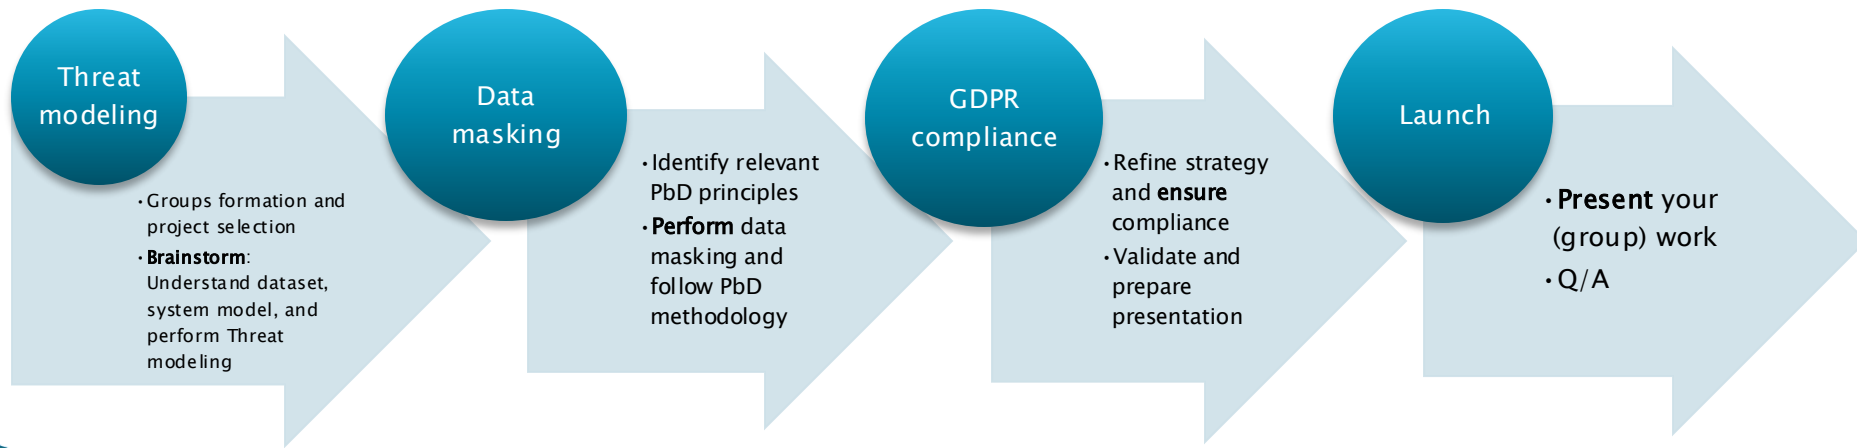 Threat
modeling
• Groups formation and
project selection
• Brainstorm:
Understand dataset,
system model, and
perform Threat
modeling
Data
masking
• Identify relevant
PbD principles
• Perform data
masking and
follow PbD
methodology
GDPR
compliance
• Refine strategy
and ensure
compliance
• Validate and
prepare
presentation
Launch
• Present your
(group) work
• Q/A